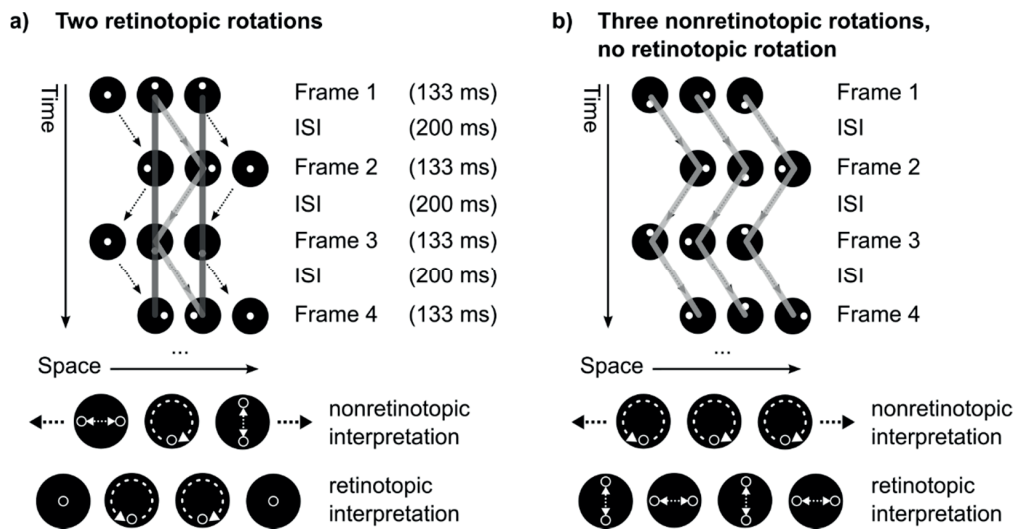 a) Two retinotopic rotations
b) Three nonretinotopic rotations,
no retinotopic rotation
Time
Frame 1 (133 ms)
ISI (200 ms)
Frame 2 (133 ms)
ISI (200 ms)
Frame 3 (133 ms)
ISI (200 ms)
Frame 4 (133 ms)
...
Space
nonretinotopic
interpretation
retinotopic
interpretation
Time
Frame 1
ISI
Frame 2
ISI
Frame 3
ISI
Frame 4
...
Space
nonretinotopic
interpretation
retinotopic
interpretation